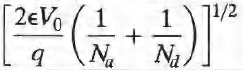 [ 2ϵV₀/q ( 1/Nₐ + 1/N_d ) ]^1/2